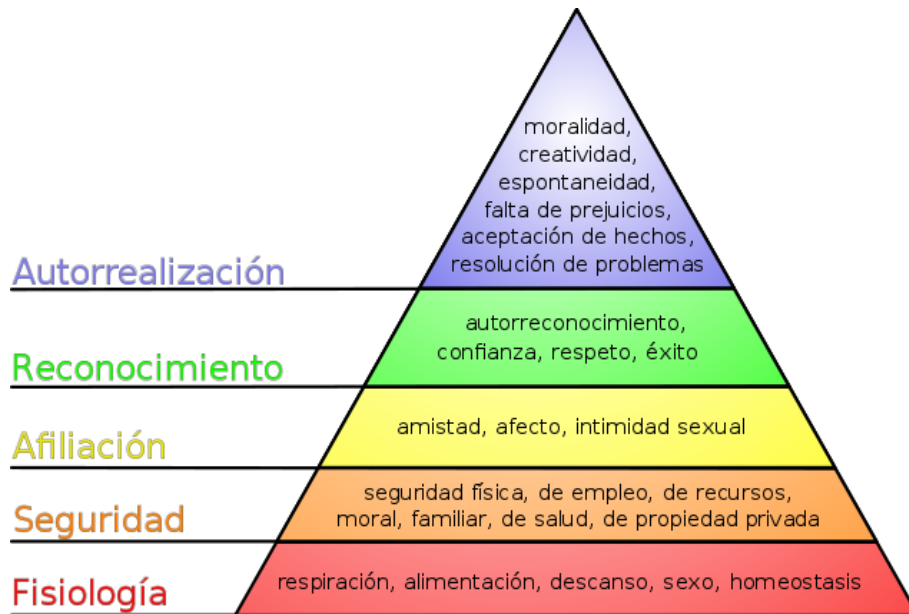 moralidad,
creatividad,
espontaneidad,
falta de prejuicios,
aceptación de hechos,
resolución de problemas
Autorrealización
autorreconocimiento,
confianza, respeto, éxito
Reconocimiento
amistad, afecto, intimidad sexual
Afiliación
seguridad física, de empleo, de recursos,
moral, familiar, de salud, de propiedad privada
Seguridad
respiración, alimentación, descanso, sexo, homeostasis
Fisiología